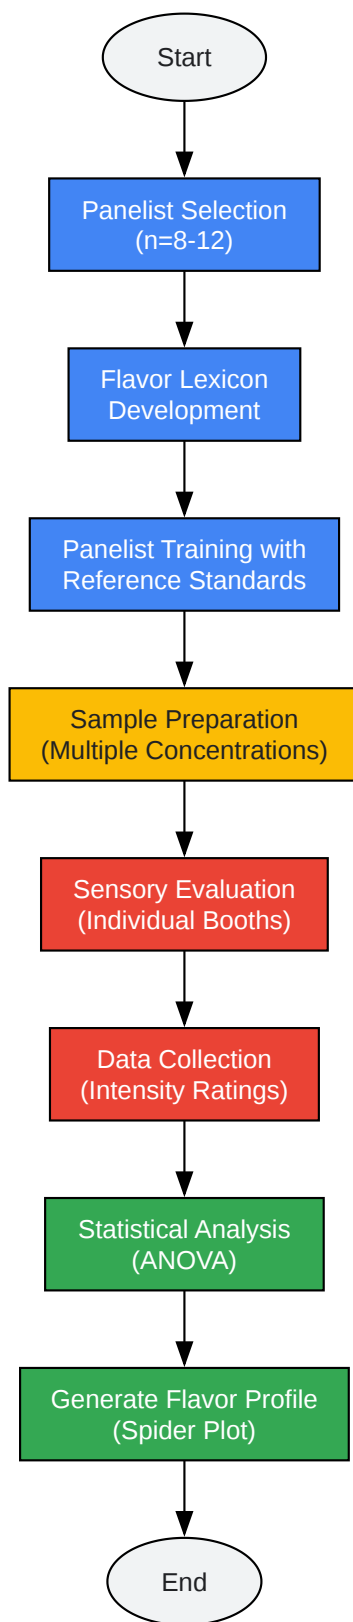 Start
Panelist Selection
(n=8-12)
Flavor Lexicon
Development
Panelist Training with
Reference Standards
Sample Preparation
(Multiple Concentrations)
Sensory Evaluation
(Individual Booths)
Data Collection
(Intensity Ratings)
Statistical Analysis
(ANOVA)
Generate Flavor Profile
(Spider Plot)
End